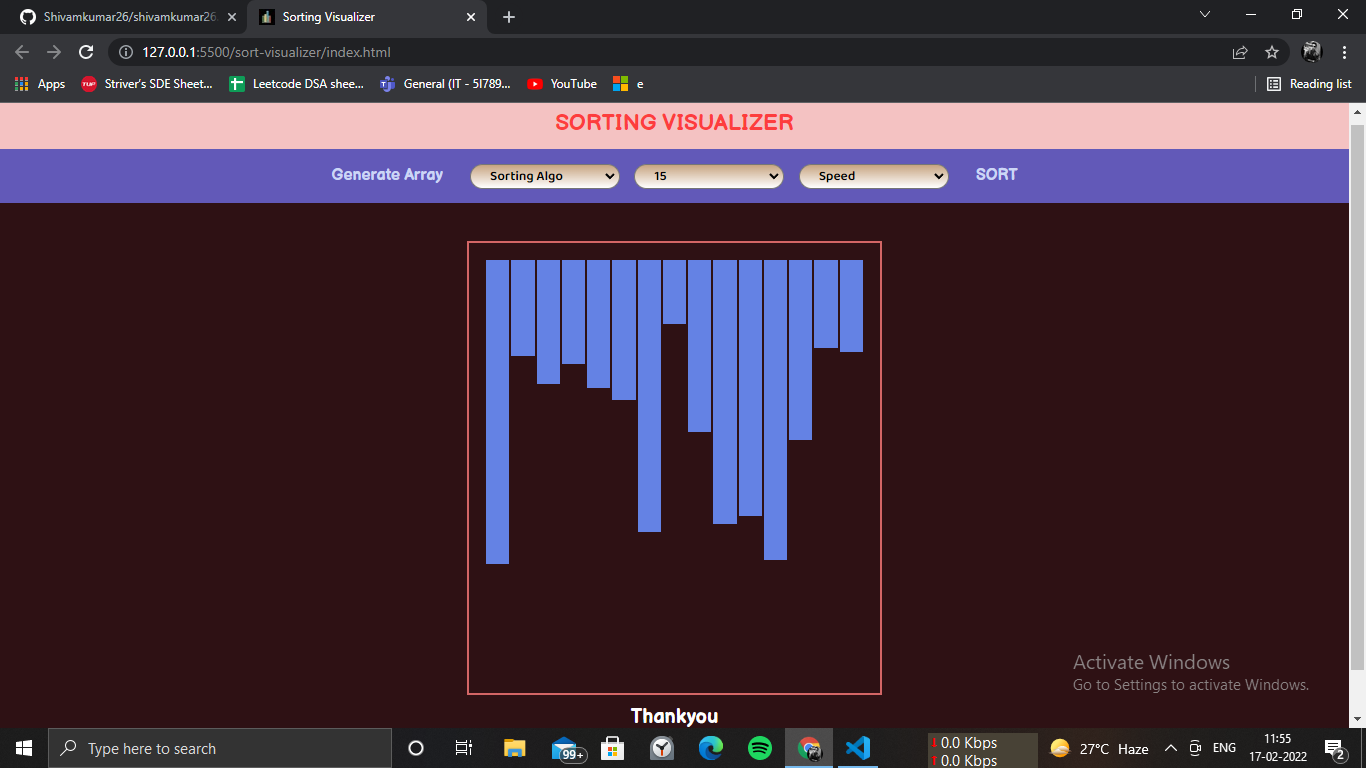 Shivamkumar26/shivamkumar26
Sorting Visualizer
127.0.0.1:5500/sort-visualizer/index.html
Apps
Striver's SDE Sheet...
Leetcode DSA shee...
General (IT - 5I789...
YouTube
e
Reading list
SORTING VISUALIZER
Generate Array
Sorting Algo
15
Speed
SORT
Activate Windows
Go to Settings to activate Windows.
Thankyou
Type here to search
99+
0.0 Kbps
0.0 Kbps
27°C Haze
ENG
11:55
17-02-2022
2